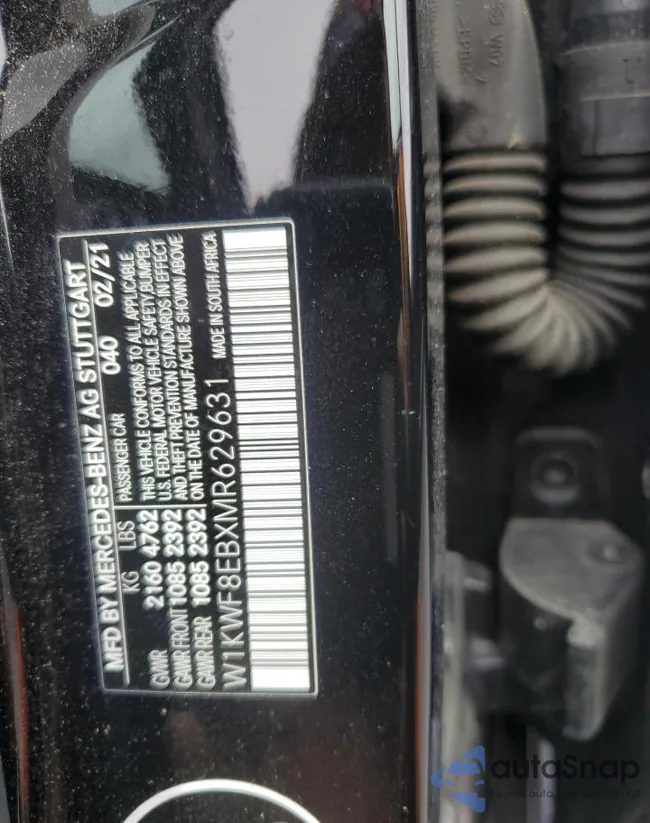 MFD BY MERCEDES-BENZ AG STUTTGART
KG LBS PASSENGER CAR 040 02/21
GVWR 2160 4762 THIS VEHICLE CONFORMS TO ALL APPLICABLE
U.S. FEDERAL MOTOR VEHICLE SAFETY, BUMPER
GAWR FRONT 1085 2392 AND THEFT PREVENTION STANDARDS IN EFFECT
GAWR REAR 1085 2392 ON THE DATE OF MANUFACTURE SHOWN ABOVE
W1KWF8EBXMR629631 MADE IN SOUTH AFRICA
autoSnap